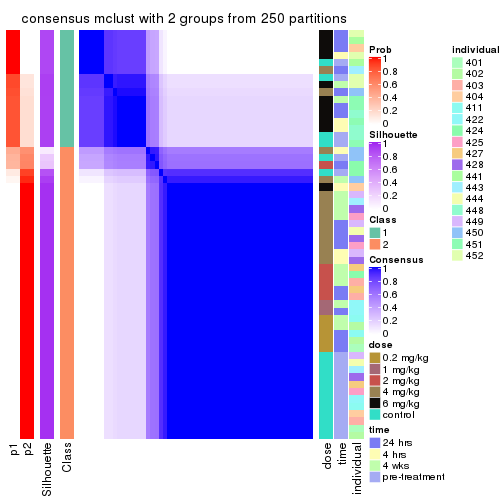 consensus mclust with 2 groups from 250 partitions
Prob
1
0.8
0.6
0.4
0.2
0
Silhouette
1
0.8
0.6
0.4
0.2
0
Class
1
2
Consensus
1
0.8
0.6
0.4
0.2
0
dose
0.2 mg/kg
1 mg/kg
2 mg/kg
4 mg/kg
6 mg/kg
control
time
24 hrs
4 hrs
4 wks
pre-treatment
individual
401
402
403
404
411
422
424
425
427
428
441
443
444
448
449
450
451
452
p1
p2
Silhouette
Class
dose
time
individual